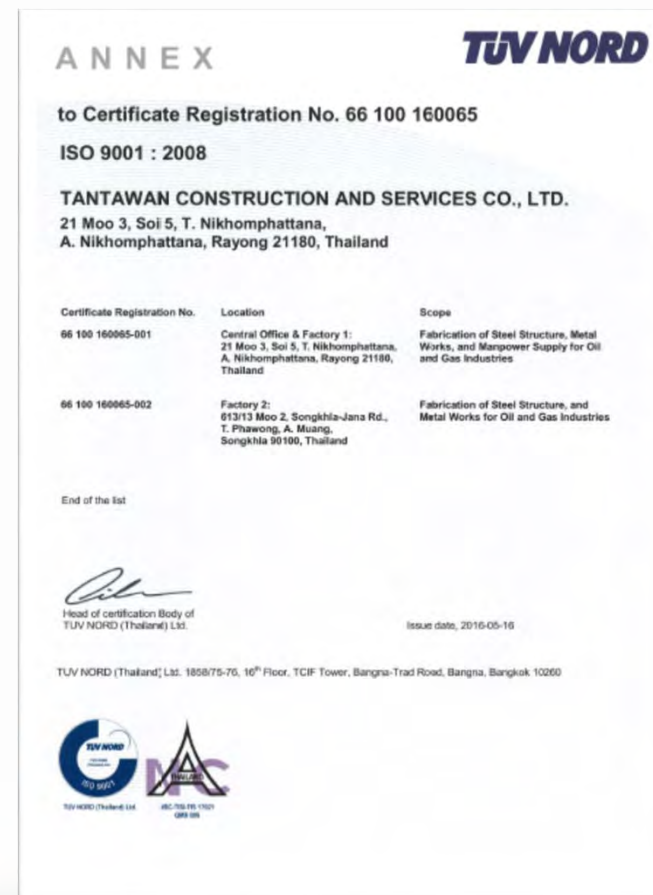 ANNEX
TÜV NORD
to Certificate Registration No. 66 100 160065
ISO 9001 : 2008
TANTAWAN CONSTRUCTION AND SERVICES CO., LTD.
21 Moo 3, Soi 5, T. Nikhomphattana,
A. Nikhomphattana, Rayong 21180, Thailand
Certificate Registration No.
Location
Scope
66 100 160065-001
Central Office & Factory 1:
21 Moo 3, Soi 5, T. Nikhomphattana,
A. Nikhomphattana, Rayong 21180,
Thailand
Fabrication of Steel Structure, Metal
Works, and Manpower Supply for Oil
and Gas Industries
66 100 160065-002
Factory 2:
613/13 Moo 2, Songkhla-Jana Rd.,
T. Phawong, A. Muang,
Songkhla 90100, Thailand
Fabrication of Steel Structure, and
Metal Works for Oil and Gas Industries
End of the list
Head of certification Body of
TUV NORD (Thailand) Ltd.
Issue date, 2016-05-16
TUV NORD (Thailand) Ltd. 1858/75-76, 16th Floor, TCIF Tower, Bangna-Trad Road, Bangna, Bangkok 10260
TÜV NORD
ISO 9001
TUV NORD (Thailand) Ltd.
NAC
THAILAND
17021